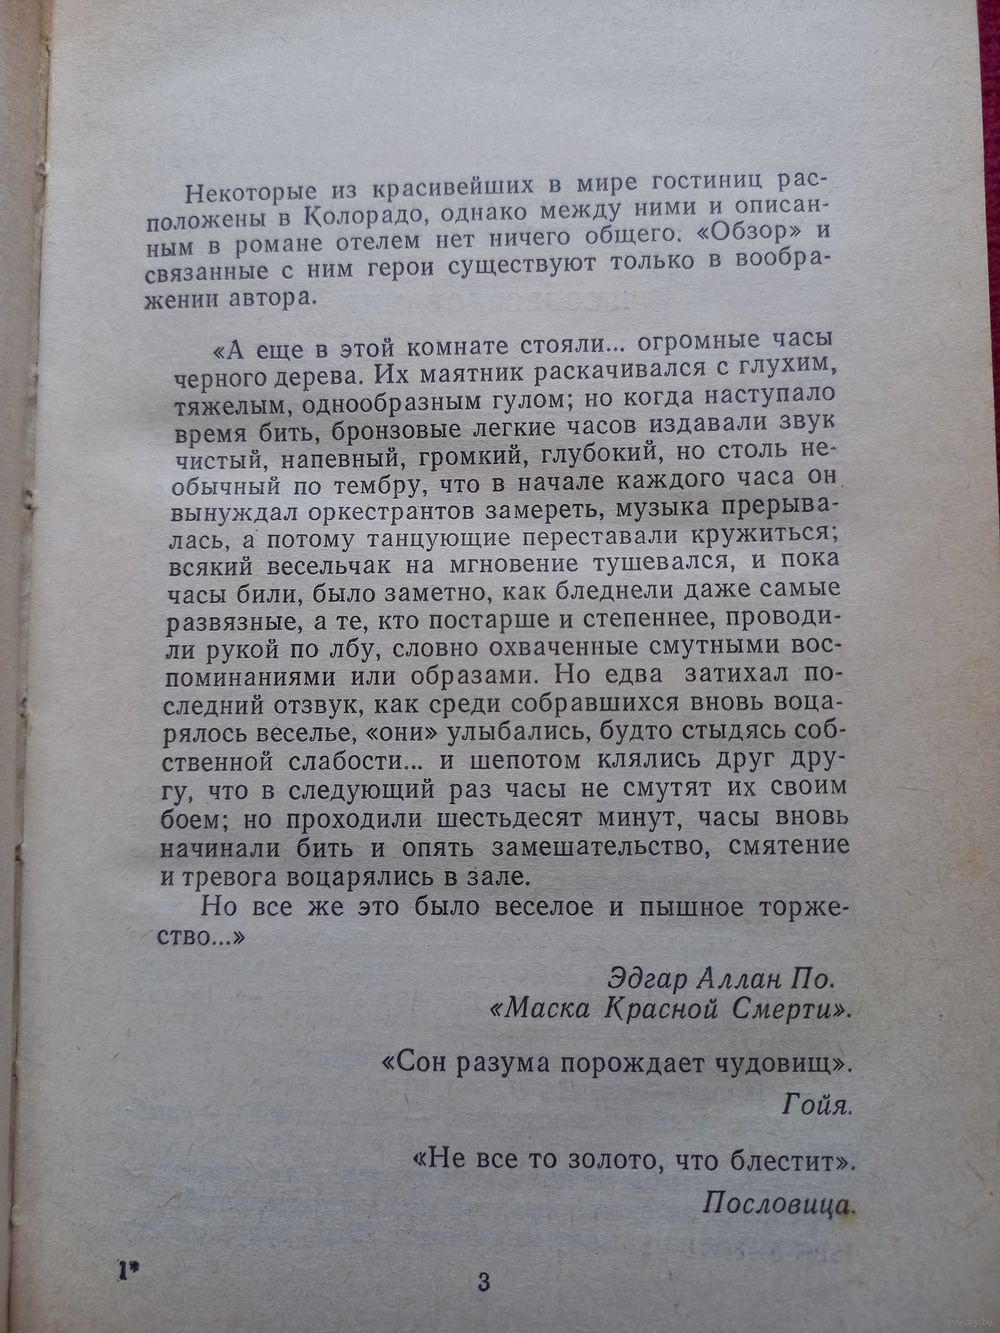 Некоторые из красивейших в мире гостиниц рас-
положены в Колорадо, однако между ними и описан-
ным в романе отелем нет ничего общего. «Обзор» и
связанные с ним герои существуют только в вообра-
жении автора.
«А еще в этой комнате стояли... огромные часы
черного дерева. Их маятник раскачивался с глухим,
тяжелым, однообразным гулом; но когда наступало
время бить, бронзовые легкие часов издавали звук
чистый, напевный, громкий, глубокий, но столь не-
обычный по тембру, что в начале каждого часа он
вынуждал оркестрантов замереть, музыка прерыва-
лась, а потому танцующие переставали кружиться;
всякий весельчак на мгновение тушевался, и пока
часы били, было заметно, как бледнели даже самые
развязные, а те, кто постарше и степеннее, проводи-
ли рукой по лбу, словно охваченные смутными вос-
поминаниями или образами. Но едва затихал по-
следний отзвук, как среди собравшихся вновь воца-
рялось веселье, «они» улыбались, будто стыдясь соб-
ственной слабости... и шепотом клялись друг дру-
гу, что в следующий раз часы не смутят их своим
боем; но проходили шестьдесят минут, часы вновь
начинали бить и опять замешательство, смятение
и тревога воцарялись в зале.
Но все же это было веселое и пышное торже-
ство...»
Эдгар Аллан По.
«Маска Красной Смерти».
«Сон разума порождает чудовищ».
Гойя.
«Не все то золото, что блестит».
Пословица.
1*
3
www.ay.by